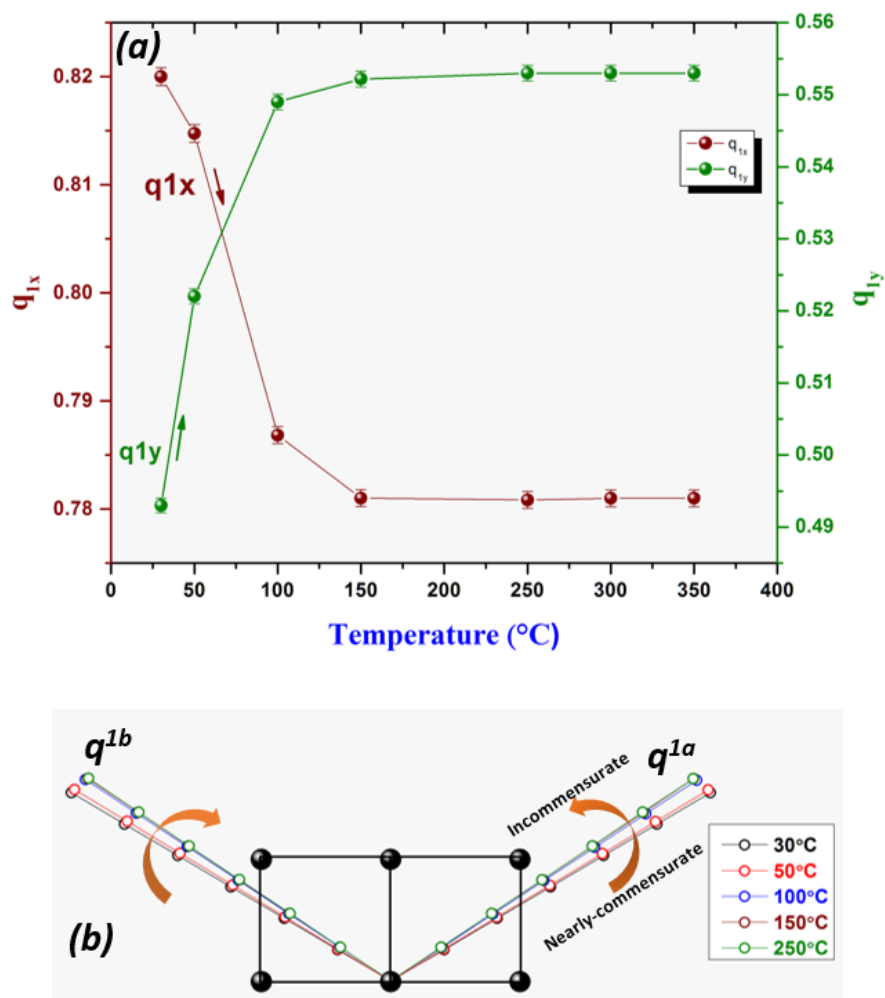 (a)
0.82
0.81
0.80
0.79
0.78
q1x
0.56
0.55
0.54
0.53
0.52
0.51
0.50
0.49
q1y
q1x
q1y
q1x
q1y
0 50 100 150 200 250 300 350 400
Temperature (°C)
q1b
q1a
Incommensurate
Nearly-commensurate
30°C
50°C
100°C
150°C
250°C
(b)